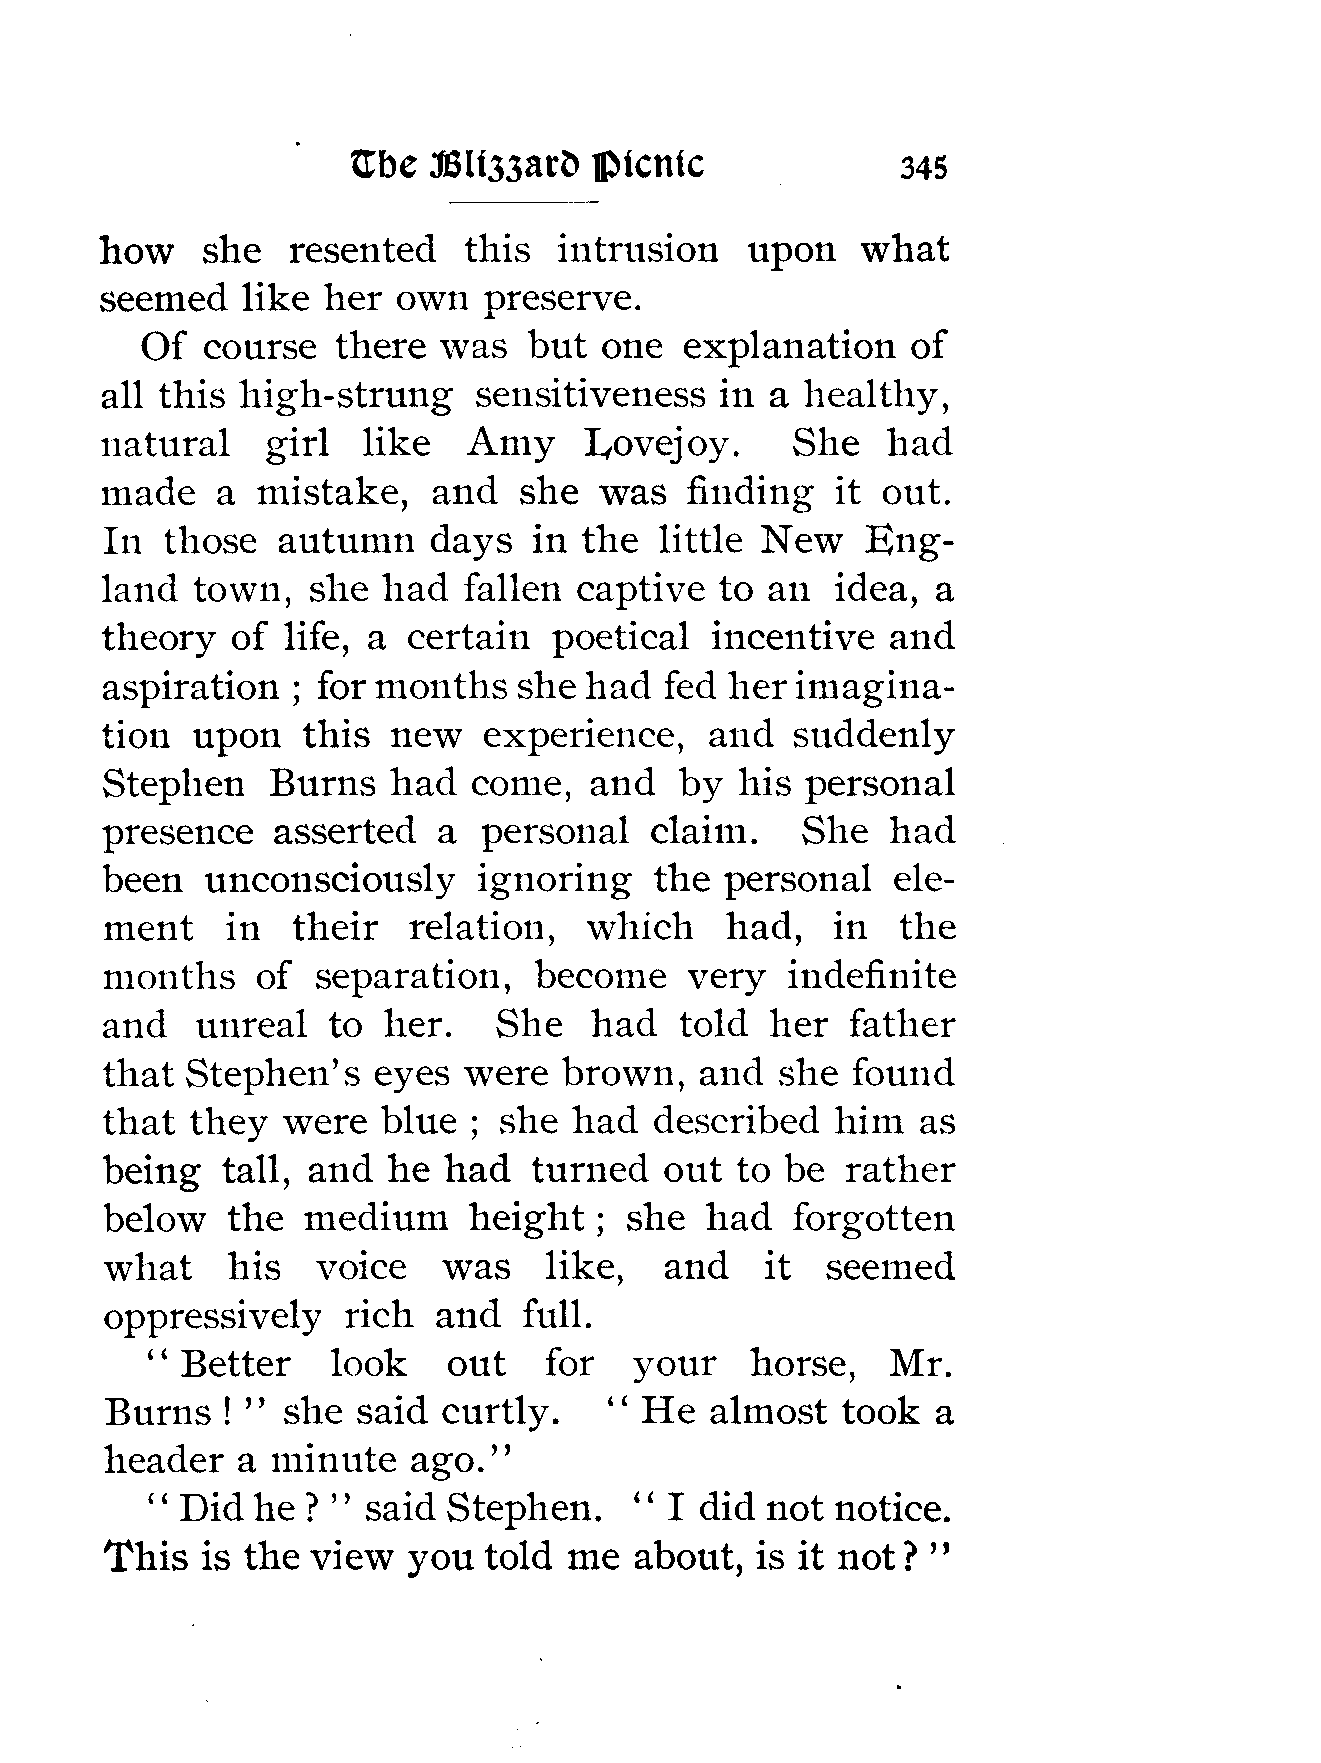 The Blizzard Picnic 345
how she resented this intrusion upon what
seemed like her own preserve.
Of course there was but one explanation of
all this high-strung sensitiveness in a healthy,
natural girl like Amy Lovejoy. She had
made a mistake, and she was finding it out.
In those autumn days in the little New Eng-
land town, she had fallen captive to an idea, a
theory of life, a certain poetical incentive and
aspiration ; for months she had fed her imagina-
tion upon this new experience, and suddenly
Stephen Burns had come, and by his personal
presence asserted a personal claim. She had
been unconsciously ignoring the personal ele-
ment in their relation, which had, in the
months of separation, become very indefinite
and unreal to her. She had told her father
that Stephen's eyes were brown, and she found
that they were blue ; she had described him as
being tall, and he had turned out to be rather
below the medium height ; she had forgotten
what his voice was like, and it seemed
oppressively rich and full.
“ Better look out for your horse, Mr.
Burns ! ” she said curtly. “ He almost took a
header a minute ago.”
“ Did he ? ” said Stephen. “ I did not notice.
This is the view you told me about, is it not ? ”